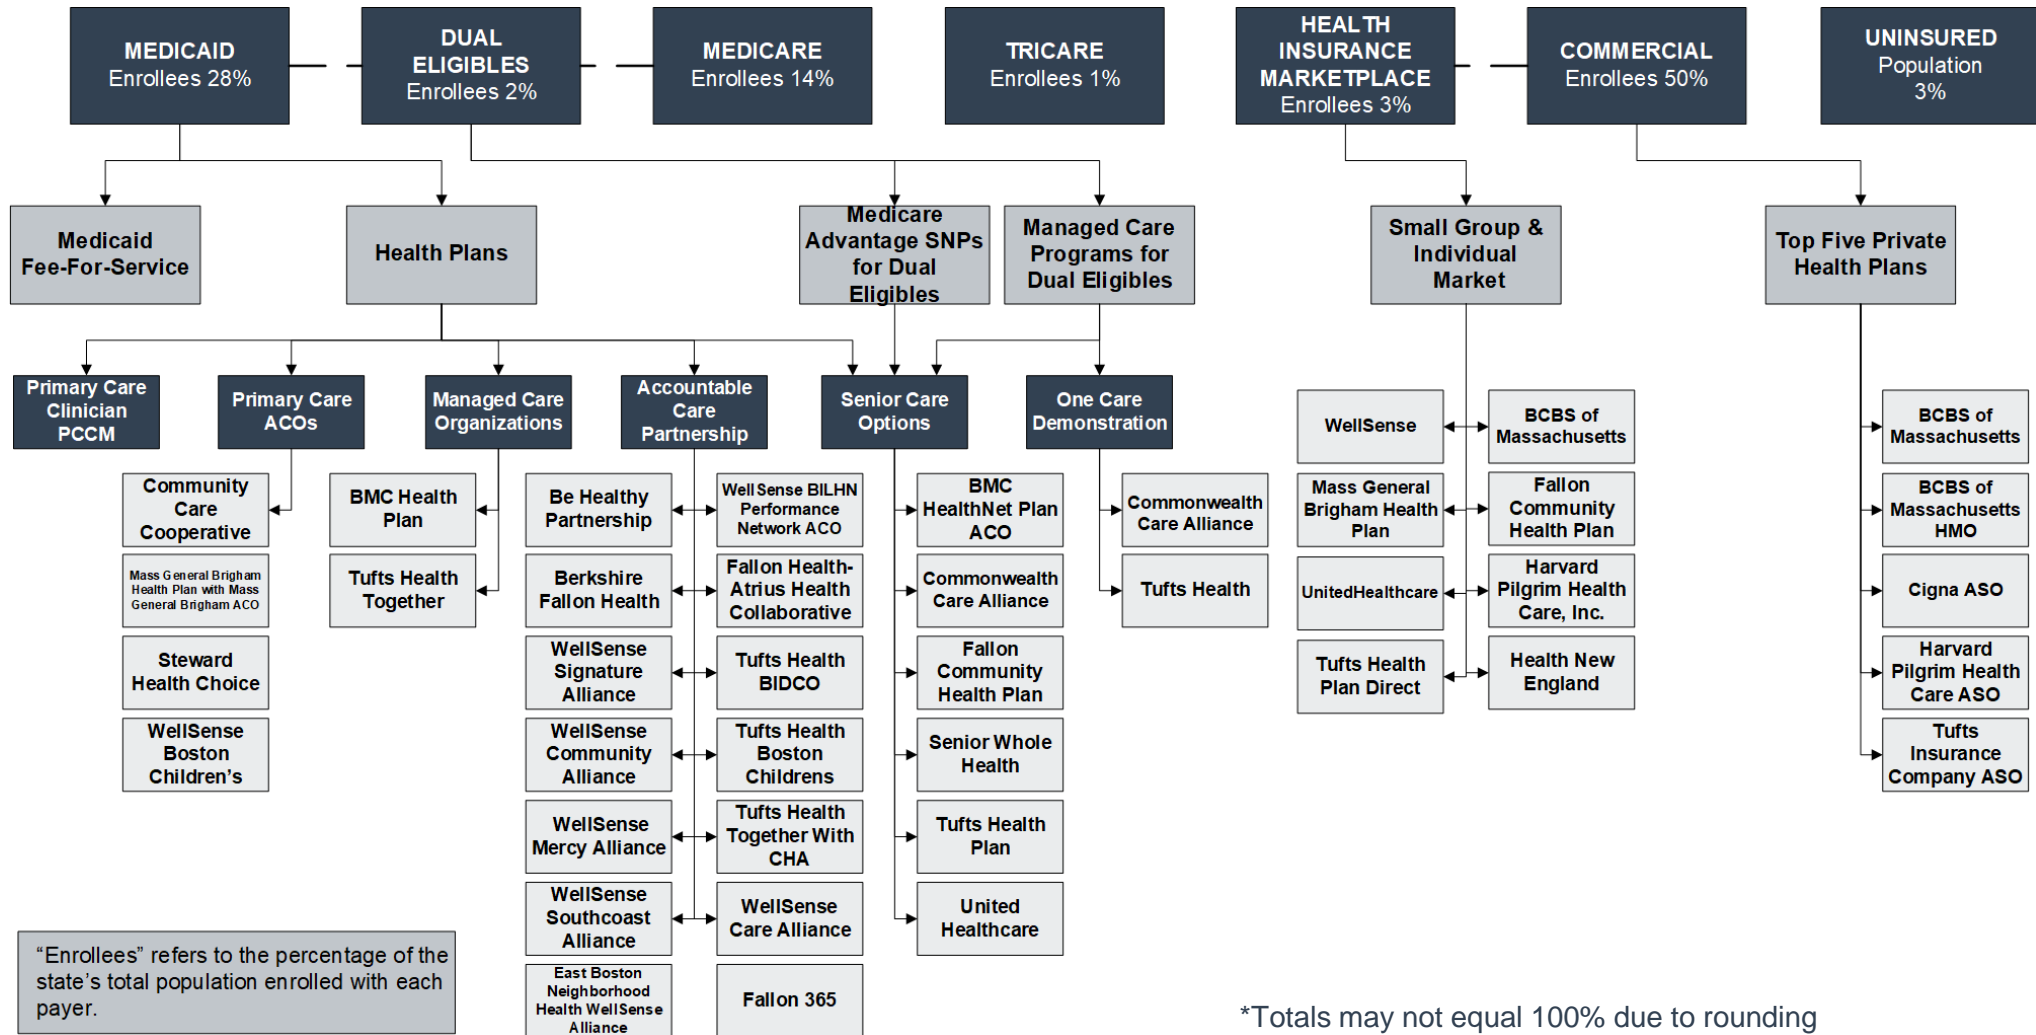 MEDICAID
Enrollees 28%
DUAL
ELIGIBLES
Enrollees 2%
MEDICARE
Enrollees 14%
TRICARE
Enrollees 1%
HEALTH
INSURANCE
MARKETPLACE
Enrollees 3%
COMMERCIAL
Enrollees 50%
UNINSURED
Population
3%
Medicaid
Fee-For-Service
Health Plans
Medicare
Advantage SNPs
for Dual
Eligibles
Managed Care
Programs for
Dual Eligibles
Small Group &
Individual
Market
Top Five Private
Health Plans
Primary Care
Clinician
PCCM
Primary Care
ACOs
Managed Care
Organizations
Accountable
Care
Partnership
Senior Care
Options
One Care
Demonstration
Community
Care
Cooperative
Mass General Brigham
Health Plan with Mass
General Brigham ACO
Steward
Health Choice
WellSense
Boston
Children's
BMC Health
Plan
Tufts Health
Together
Be Healthy
Partnership
Berkshire
Fallon Health
WellSense
Signature
Alliance
WellSense
Community
Alliance
WellSense
Mercy Alliance
WellSense
Southcoast
Alliance
East Boston
Neighborhood
Health WellSense
Alliance
WellSense BILHN
Performance
Network ACO
Fallon Health-
Atrius Health
Collaborative
Tufts Health
BIDCO
Tufts Health
Boston
Childrens
Tufts Health
Together With
CHA
WellSense
Care Alliance
Fallon 365
BMC
HealthNet Plan
ACO
Commonwealth
Care Alliance
Fallon
Community
Health Plan
Senior Whole
Health
Tufts Health
Plan
United
Healthcare
Commonwealth
Care Alliance
Tufts Health
WellSense
Mass General
Brigham Health
Plan
UnitedHealthcare
Tufts Health
Plan Direct
BCBS of
Massachusetts
Fallon
Community
Health Plan
Harvard
Pilgrim Health
Care, Inc.
Health New
England
BCBS of
Massachusetts
BCBS of
Massachusetts
HMO
Cigna ASO
Harvard
Pilgrim Health
Care ASO
Tufts
Insurance
Company ASO
“Enrollees” refers to the percentage of the
state’s total population enrolled with each
payer.
*Totals may not equal 100% due to rounding